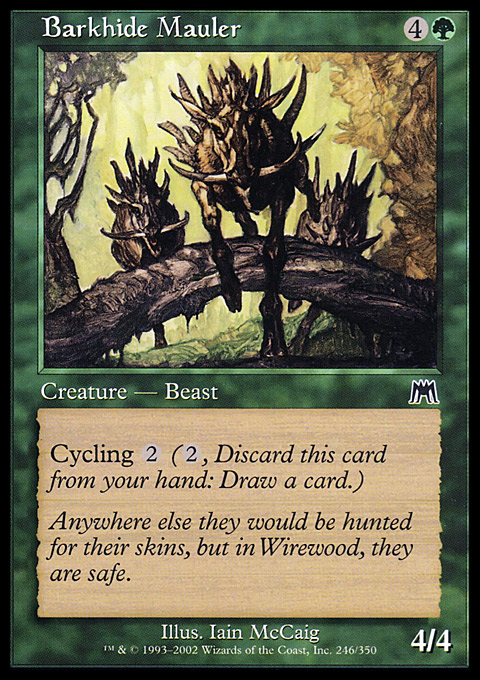 Barkhide Mauler 4
Creature — Beast
Cycling 2 (2, Discard this card
from your hand: Draw a card.)
Anywhere else they would be hunted
for their skins, but in Wirewood, they
are safe.
Illus. Iain McCaig
™ & © 1993–2002 Wizards of the Coast, Inc. 246/350
4/4